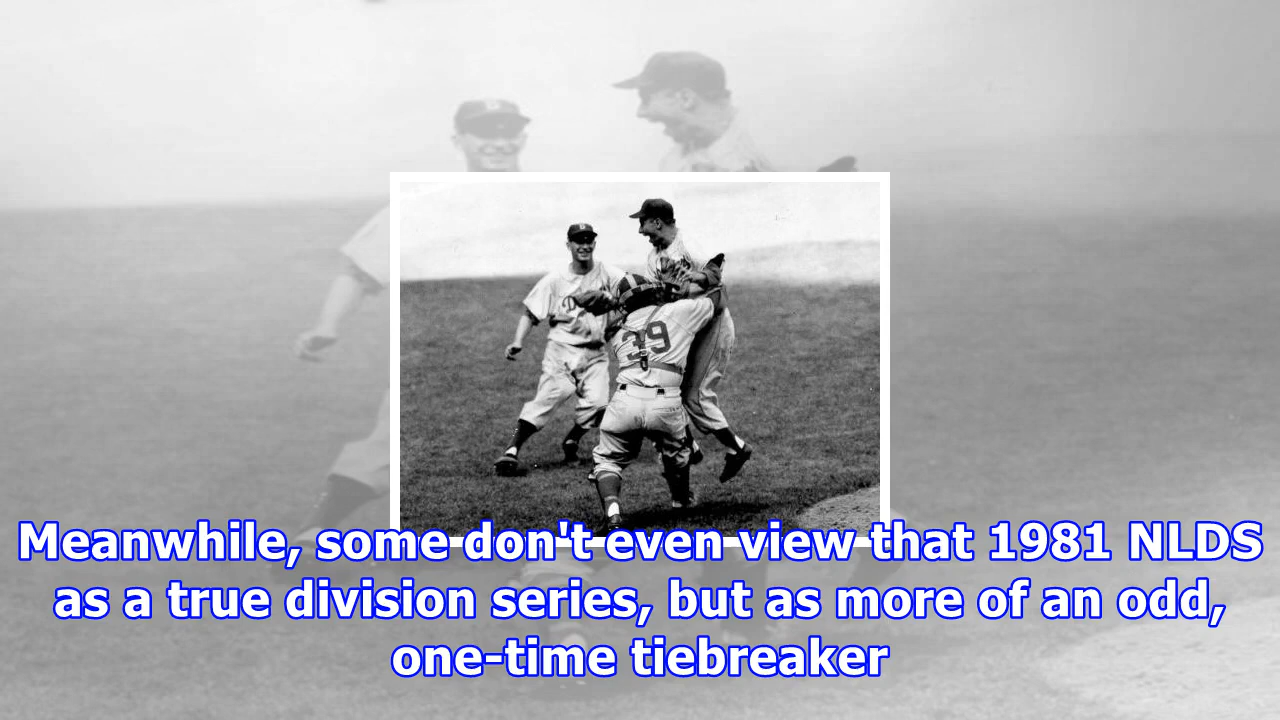 39
Meanwhile, some don't even view that 1981 NLDS
as a true division series, but as more of an odd,
one-time tiebreaker